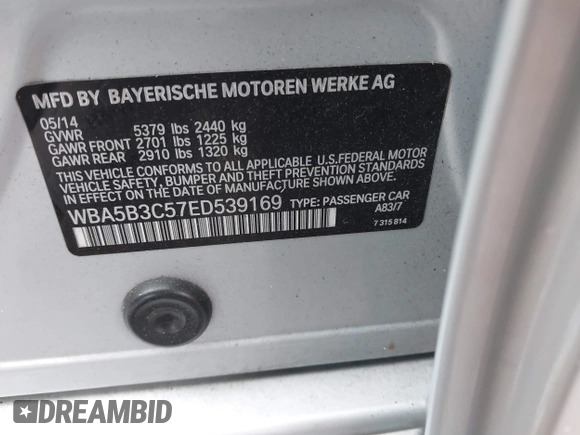 MFD BY BAYERISCHE MOTOREN WERKE AG
05/14
GVWR 5379 lbs 2440 kg
GAWR FRONT 2701 lbs 1225 kg
GAWR REAR 2910 lbs 1320 kg
THIS VEHICLE CONFORMS TO ALL APPLICABLE U.S.FEDERAL MOTOR
VEHICLE SAFETY, BUMPER AND THEFT PREVENTION STANDARDS
IN EFFECT ON THE DATE OF MANUFACTURE SHOWN ABOVE.
WBA5B3C57ED539169 TYPE: PASSENGER CAR
A83/7
7 315 814
DREAMBID